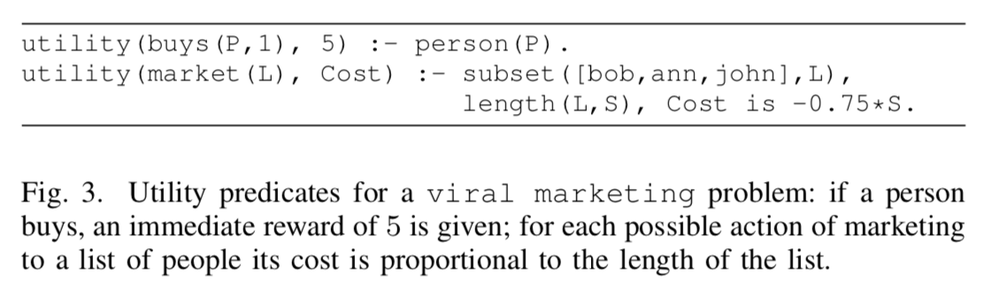 utility(buys(P,1), 5) :- person(P).
utility(market(L), Cost) :- subset([bob,ann,john],L),
length(L,S), Cost is -0.75*S.
Fig. 3. Utility predicates for a viral marketing problem: if a person
buys, an immediate reward of 5 is given; for each possible action of marketing
to a list of people its cost is proportional to the length of the list.